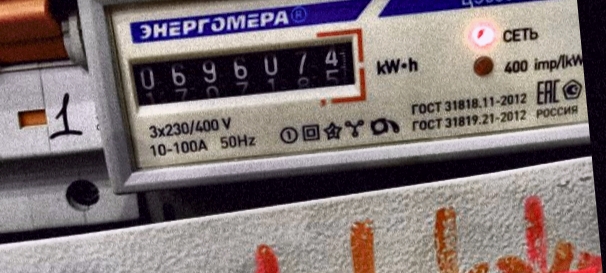 ЭНЕРГОМЕРА®
СЕТЬ
0696074
kW•h
400 imp/kW
1
3x230/400 V
10-100A 50Hz
ГОСТ 31818.11-2012
ГОСТ 31819.21-2012
EAC
РОССИЯ